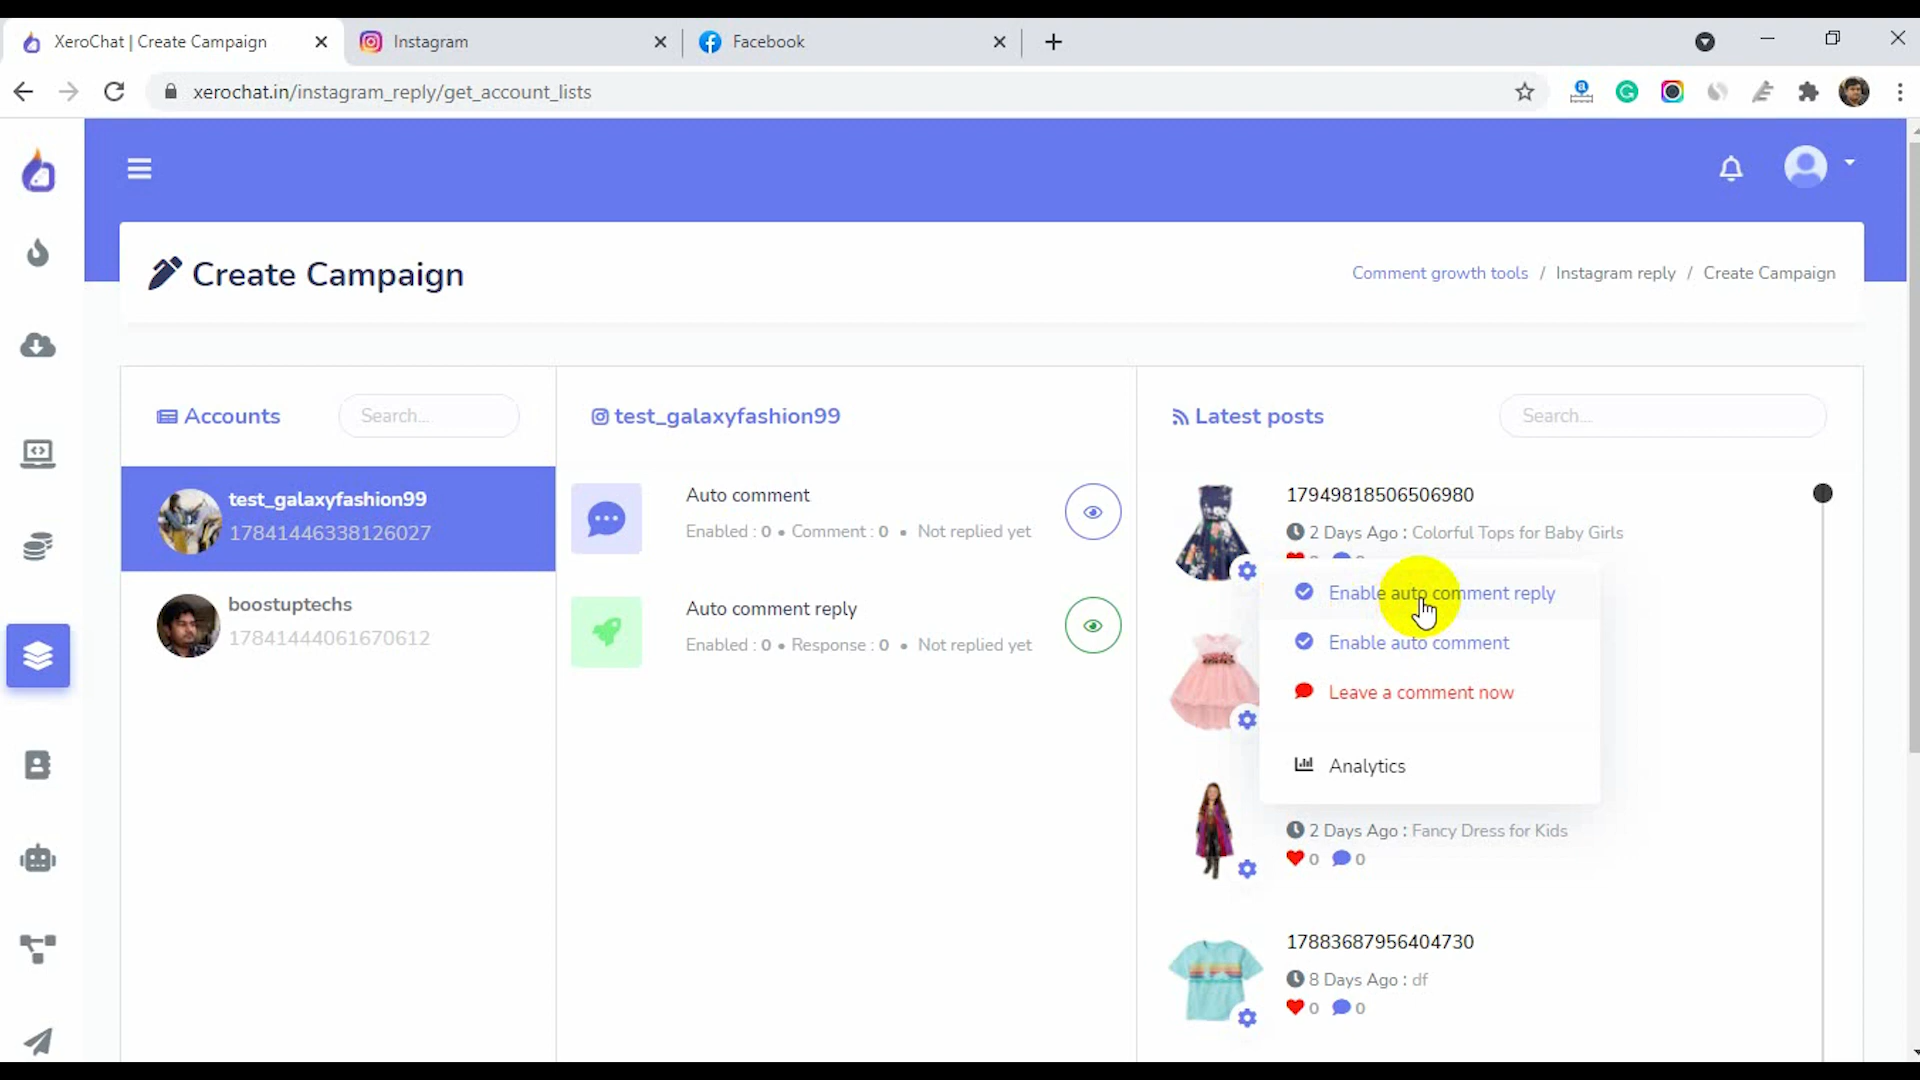 XeroChat | Create Campaign
Instagram
Facebook
xerochat.in/instagram_reply/get_account_lists
Create Campaign
Comment growth tools / Instagram reply / Create Campaign
Accounts
Search...
test_galaxyfashion99
17841446338126027
boostuptechs
17841444061670612
test_galaxyfashion99
Auto comment
Enabled : 0 • Comment : 0 • Not replied yet
Auto comment reply
Enabled : 0 • Response : 0 • Not replied yet
Latest posts
Search...
17949818506506980
2 Days Ago : Colorful Tops for Baby Girls
Enable auto comment reply
Enable auto comment
Leave a comment now
Analytics
2 Days Ago : Fancy Dress for Kids
0 0
17883687956404730
8 Days Ago : df
0 0